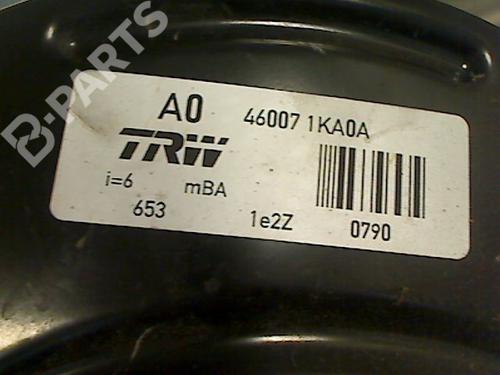 B-PARTS
A0 46007 1KA0A
TRW
i=6 mBA
653 1e2Z 0790